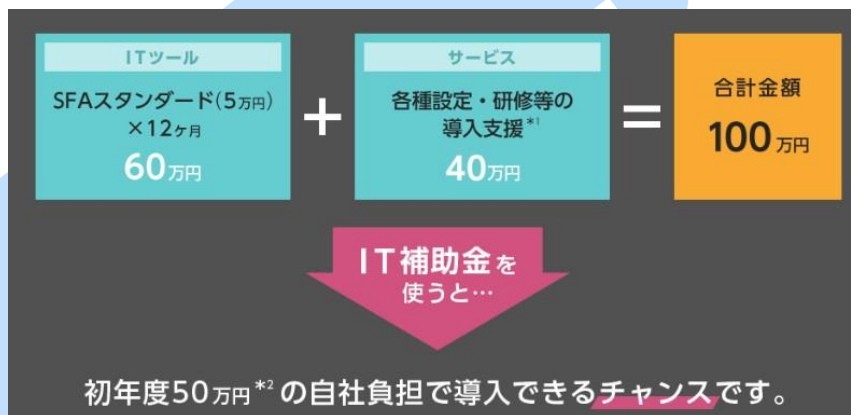 ITツール
SFAスタンダード(5万円)
×12ヶ月
60万円
+
サービス
各種設定・研修等の
導入支援*1
40万円
=
合計金額
100万円
IT補助金を
使うと…
初年度50万円*2の自社負担で導入できるチャンスです。